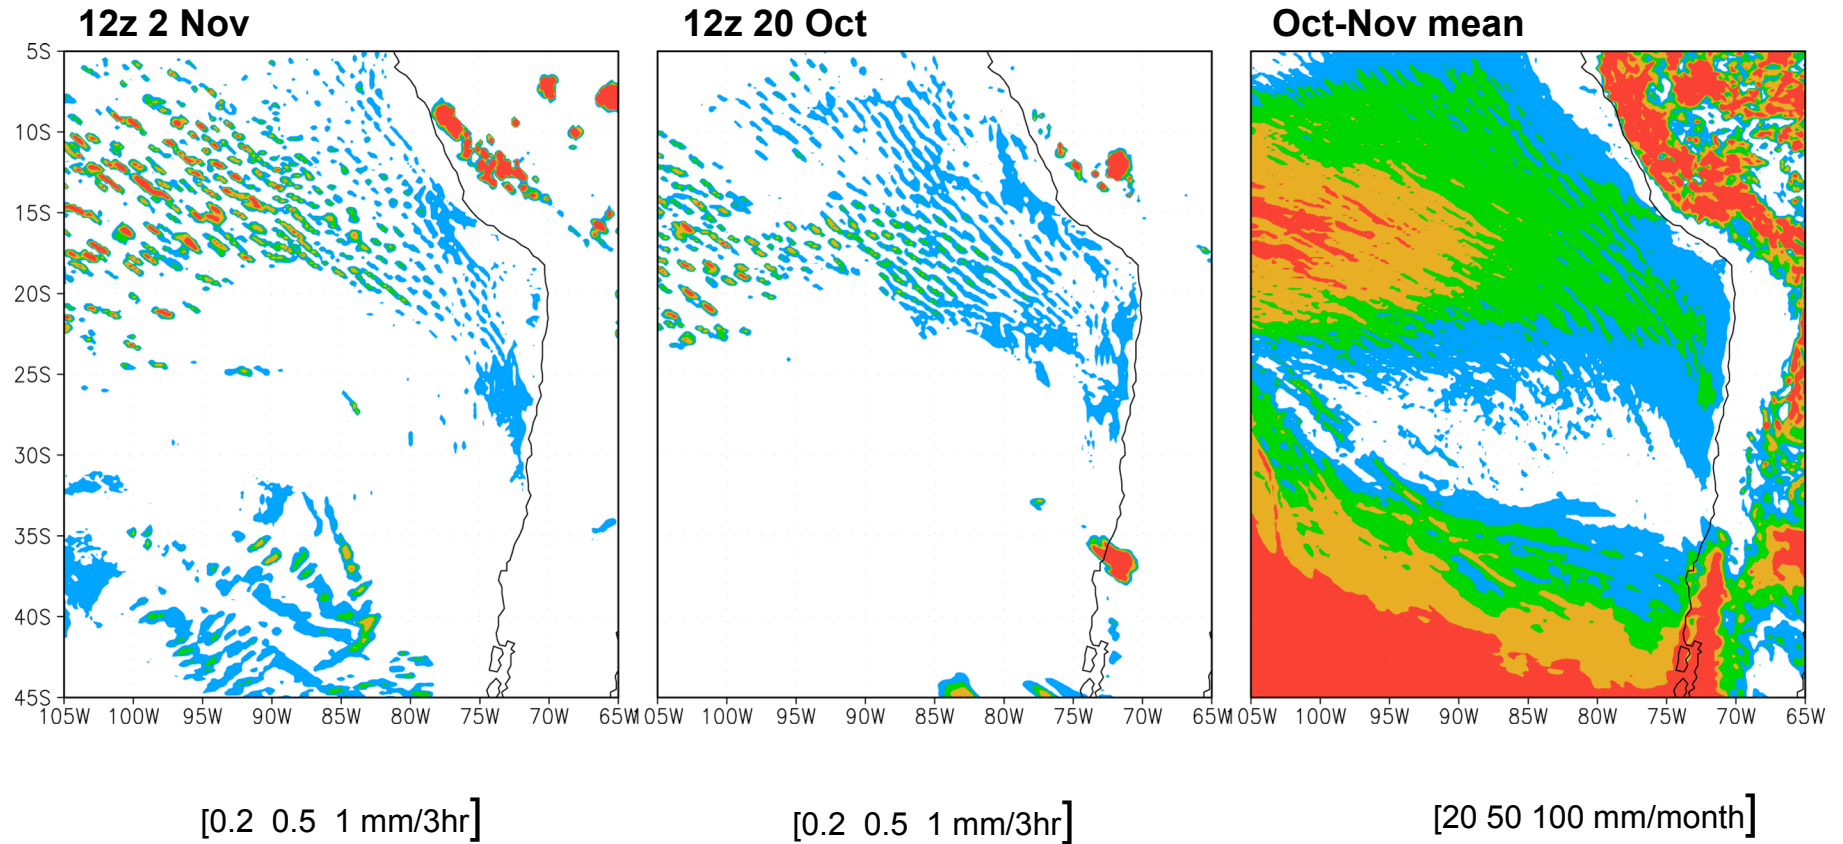 12z 2 Nov
12z 20 Oct
Oct-Nov mean
5S
10S
15S
20S
25S
30S
35S
40S
45S
105W 100W 95W 90W 85W 80W 75W 70W 65W
105W 100W 95W 90W 85W 80W 75W 70W 65W
105W 100W 95W 90W 85W 80W 75W 70W 65W
[0.2 0.5 1 mm/3hr]
[0.2 0.5 1 mm/3hr]
[20 50 100 mm/month]